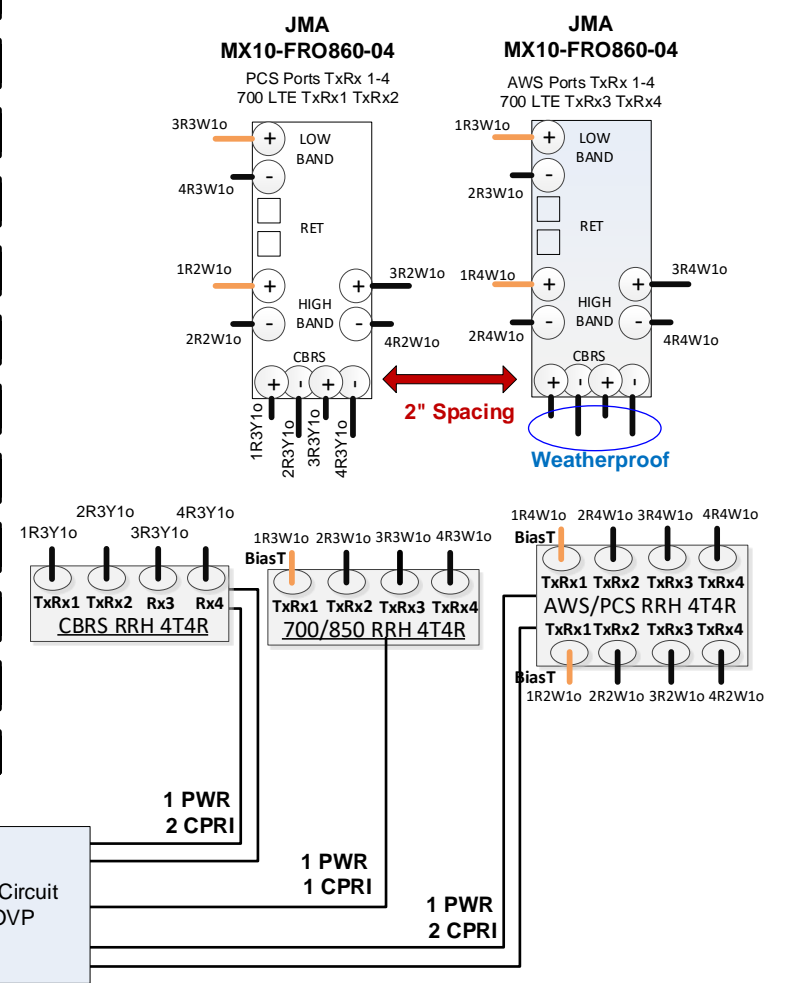 JMA
MX10-FRO860-04
PCS Ports TxRx 1-4
700 LTE TxRx1 TxRx2
3R3W1o
+
LOW
BAND
-
4R3W1o
RET
1R2W1o
+
+
3R2W1o
HIGH
BAND
-
-
2R2W1o
4R2W1o
CBRS
+
-
+
-
1R3Y1o
2R3Y1o
3R3Y1o
4R3Y1o
JMA
MX10-FRO860-04
AWS Ports TxRx 1-4
700 LTE TxRx3 TxRx4
1R3W1o
+
LOW
BAND
-
2R3W1o
RET
1R4W1o
+
+
3R4W1o
HIGH
BAND
-
-
2R4W1o
4R4W1o
CBRS
+
-
+
-
2" Spacing
Weatherproof
1R3Y1o
2R3Y1o
3R3Y1o
4R3Y1o
TxRx1 TxRx2 Rx3 Rx4
CBRS RRH 4T4R
1R3W1o 2R3W1o 3R3W1o 4R3W1o
BiasT
TxRx1 TxRx2 TxRx3 TxRx4
700/850 RRH 4T4R
1R4W1o 2R4W1o 3R4W1o 4R4W1o
BiasT
TxRx1 TxRx2 TxRx3 TxRx4
AWS/PCS RRH 4T4R
TxRx1 TxRx2 TxRx3 TxRx4
BiasT
1R2W1o 2R2W1o 3R2W1o 4R2W1o
1 PWR
2 CPRI
1 PWR
1 CPRI
1 PWR
2 CPRI
Circuit
OVP